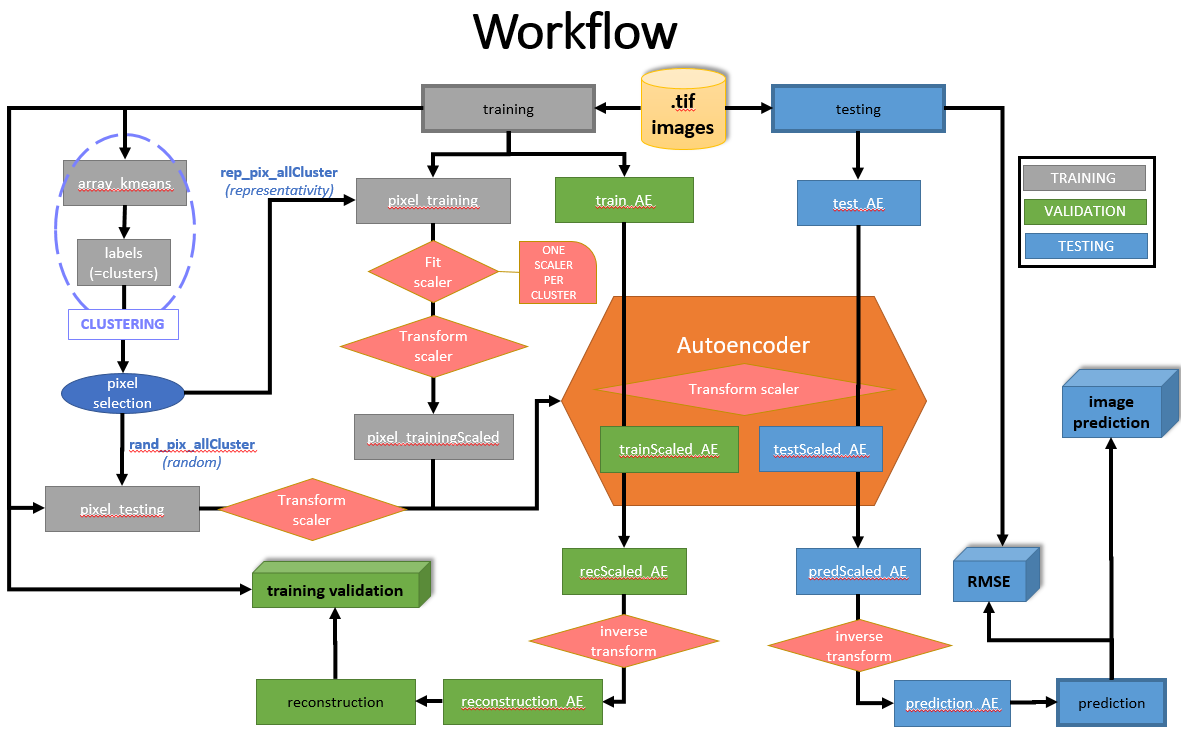 Workflow
training
.tif
images
testing
array_kmeans
rep_pix_allCluster
(representativity)
pixel_training
train_AE
test_AE
TRAINING
VALIDATION
TESTING
labels
(=clusters)
Fit
scaler
ONE
SCALER
PER
CLUSTER
CLUSTERING
Transform
scaler
Autoencoder
pixel
selection
Transform scaler
image
prediction
rand_pix_allCluster
(random)
pixel_trainingScaled
trainScaled_AE
testScaled_AE
pixel_testing
Transform
scaler
recScaled_AE
predScaled_AE
RMSE
training validation
inverse
transform
inverse
transform
reconstruction
reconstruction_AE
prediction_AE
prediction